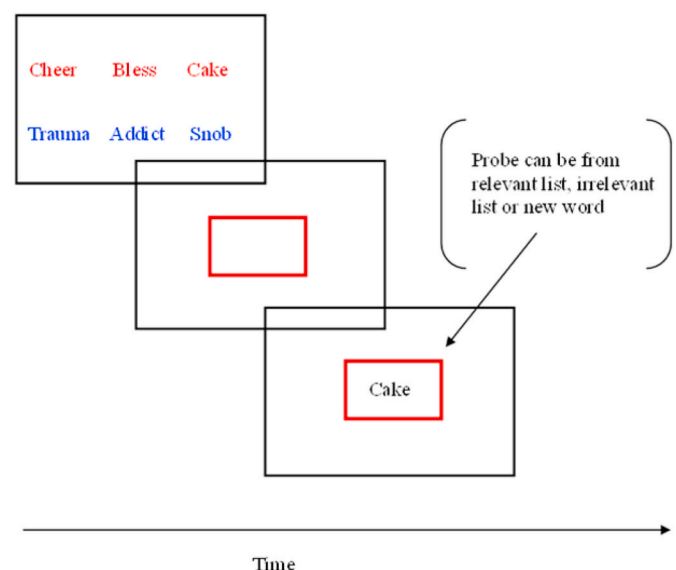 Cheer Bless Cake
Trauma Addict Snob
Probe can be from
relevant list, irrelevant
list or new word
Cake
Time